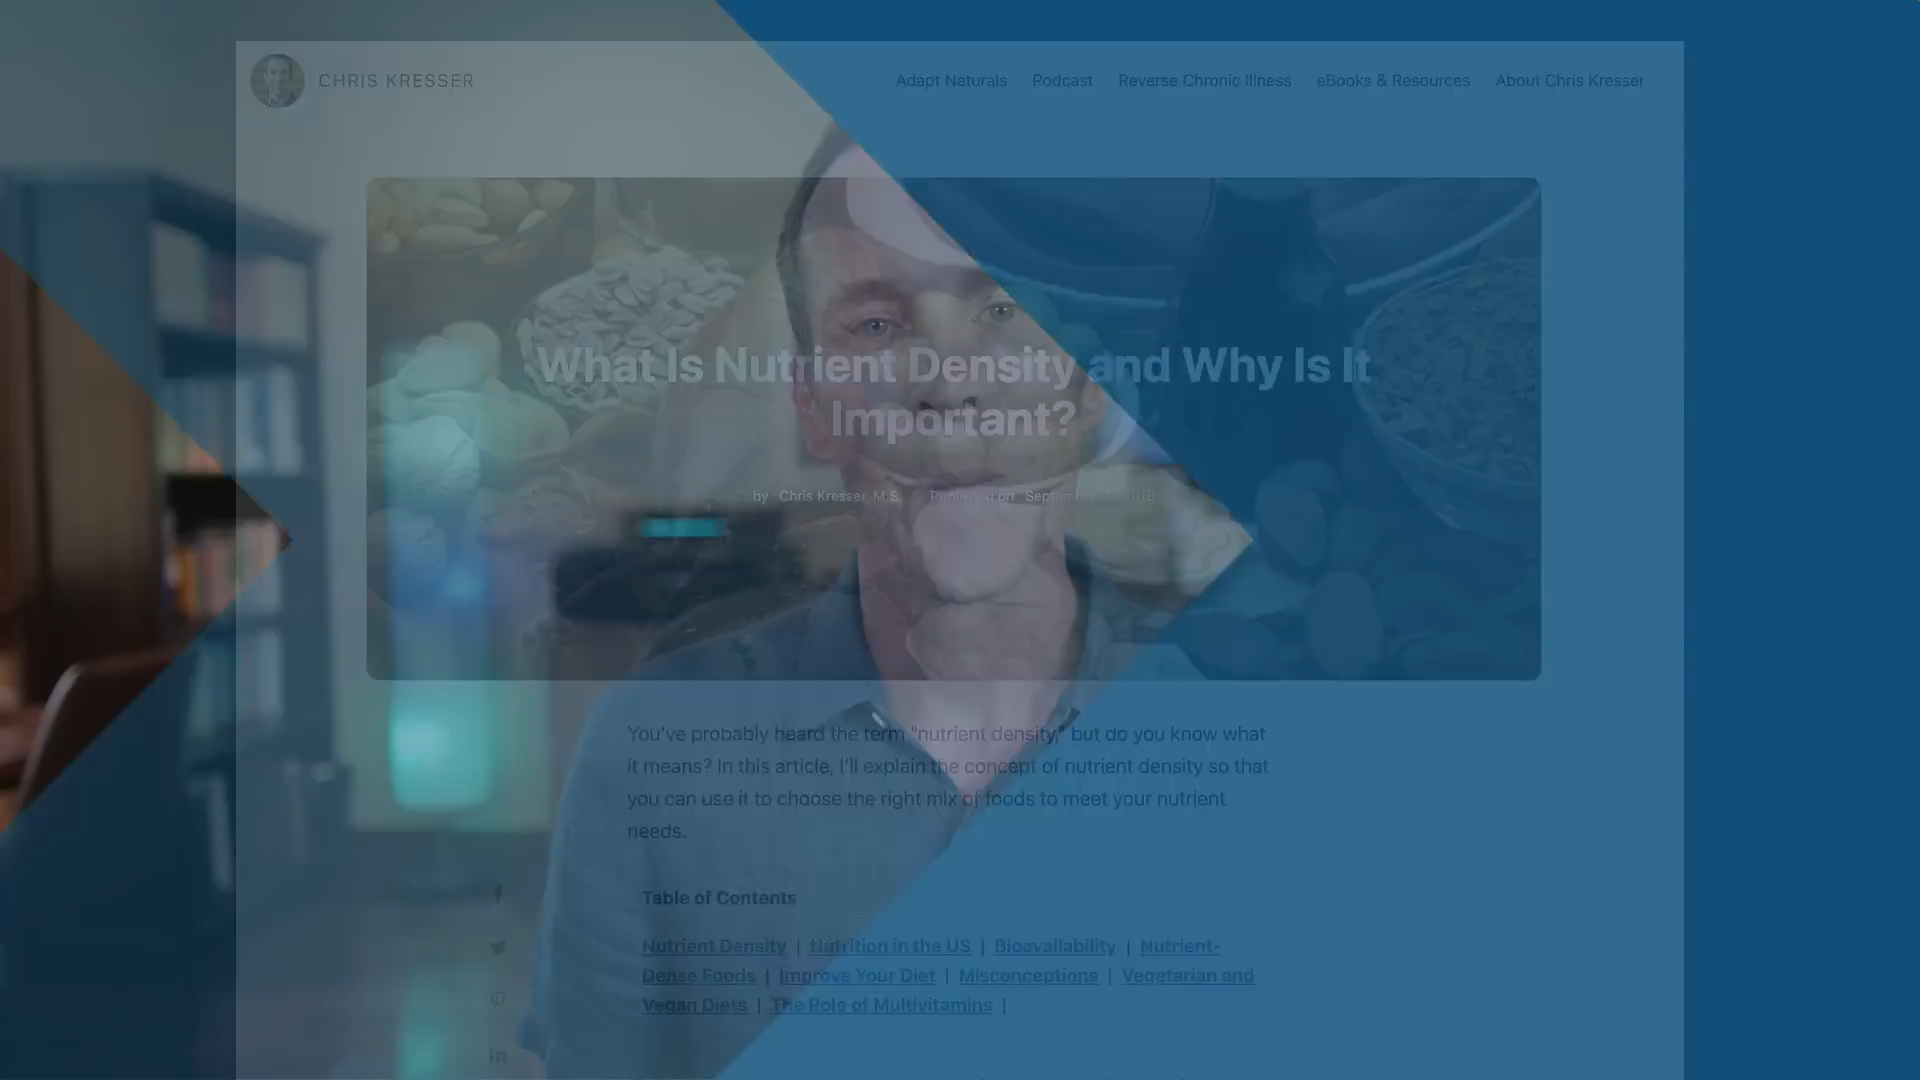 CHRIS KRESSER
Adapt Naturals Podcast Reverse Chronic Illness eBooks & Resources About Chris Kresser
What Is Nutrient Density and Why Is It
Important?
by Chris Kresser, M.S. Published on
You've probably heard the term "nutrient density," but do you know what
it means? In this article, I'll explain the concept of nutrient density so that
you can use it to choose the right mix of foods to meet your nutrient
needs.
Table of Contents
Nutrient Density | Nutrition in the US | Bioavailability | Nutrient-
Dense Foods | Improve Your Diet | Misconceptions | Vegetarian and
Vegan Diets | The Role of Multivitamins |